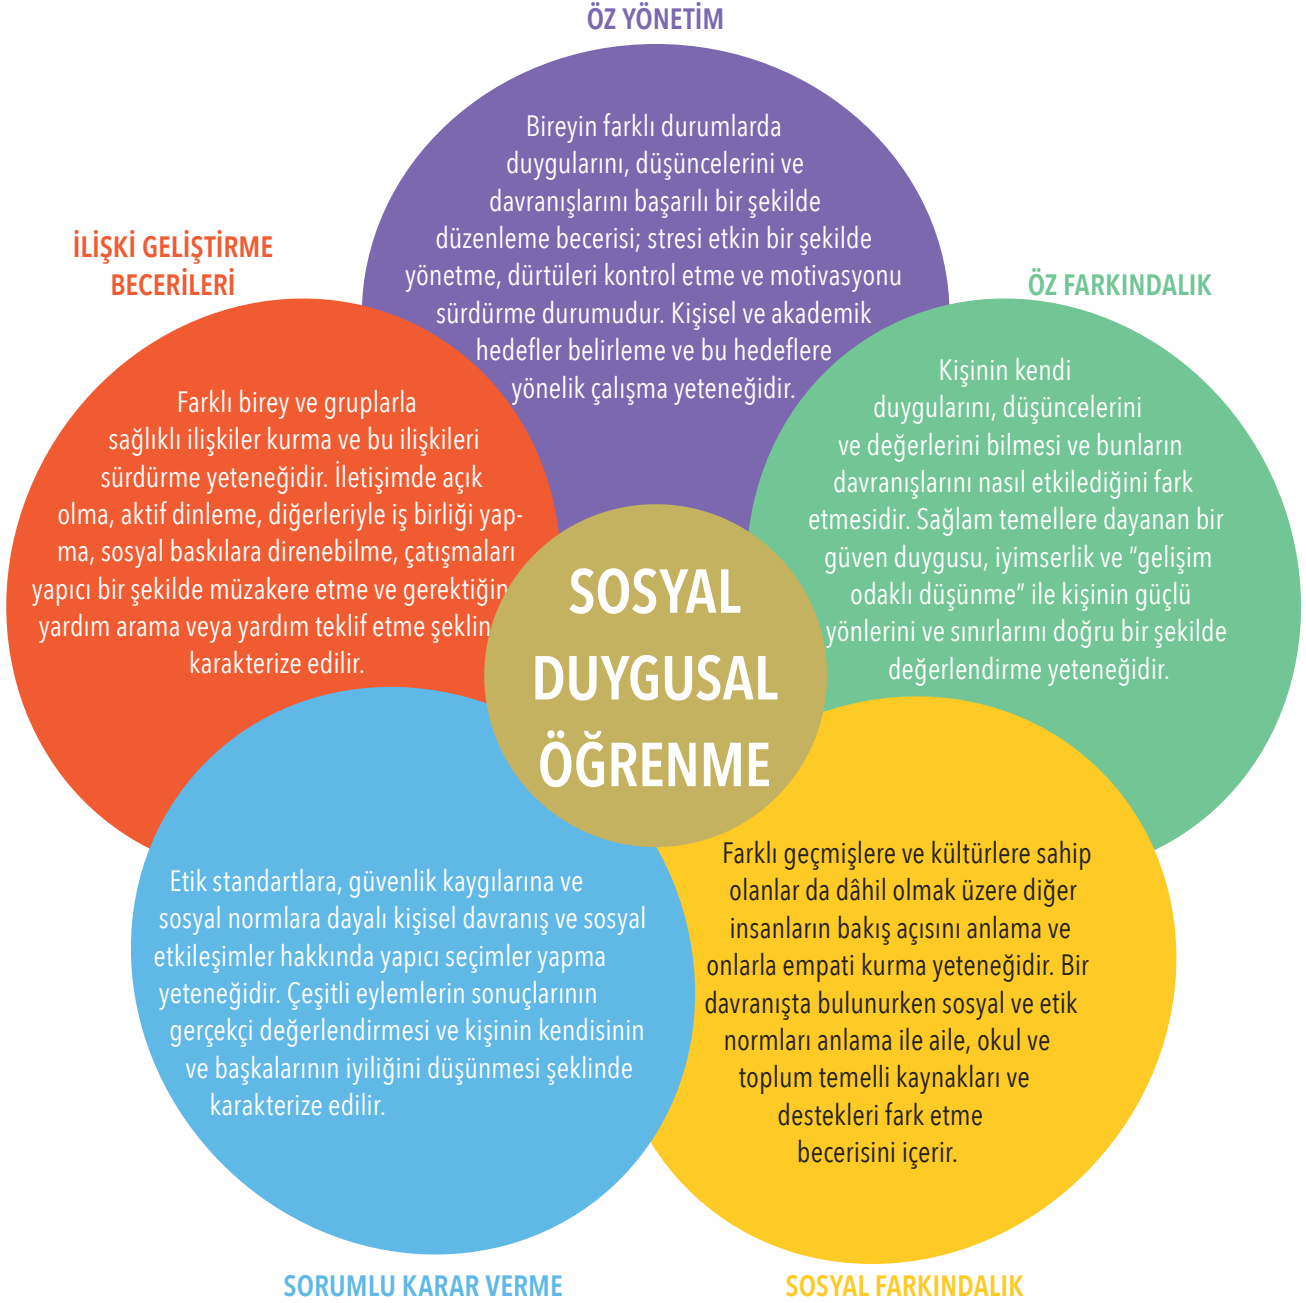 ÖZ YÖNETİM
Bireyin farklı durumlarda
duygularını, düşüncelerini ve
davranışlarını başarılı bir şekilde
düzenleme becerisi; stresi etkin bir şekilde
yönetme, dürtüleri kontrol etme ve motivasyonu
sürdürme durumudur. Kişisel ve akademik
hedefler belirleme ve bu hedeflere
yönelik çalışma yeteneğidir.
İLİŞKİ GELİŞTİRME
BECERİLERİ
Farklı birey ve gruplarla
sağlıklı ilişkiler kurma ve bu ilişkileri
sürdürme yeteneğidir. İletişimde açık
olma, aktif dinleme, diğerleriyle iş birliği yap-
ma, sosyal baskılara direnebilme, çatışmaları
yapıcı bir şekilde müzakere etme ve
yardım arama veya yardım teklif etme
karakterize edilir.
ÖZ FARKINDALIK
Kişinin kendi
duygularını, düşüncelerini
ve değerlerini bilmesi ve bunların
davranışlarını nasıl etkilediğini fark
etmesidir. Sağlam temellere dayanan bir
güven duygusu, iyimserlik ve “gelişim
odaklı düşünme” ile kişinin güçlü
yönlerini ve sınırlarını doğru bir şekilde
değerlendirme yeteneğidir.
SOSYAL
DUYGUSAL
ÖĞRENME
Etik standartlara, güvenlik kaygılarına ve
sosyal normlara dayalı kişisel davranış ve sosyal
etkileşimler hakkında yapıcı seçimler yapma
yeteneğidir. Çeşitli eylemlerin sonuçlarının
gerçekçi değerlendirmesi ve kişinin kendisinin
ve başkalarının iyiliğini düşünmesi şeklinde
karakterize edilir.
SORUMLU KARAR VERME
Farklı geçmişlere ve kültürlere sahip
olanlar da dâhil olmak üzere diğer
insanların bakış açısını anlama ve
onlarla empati kurma yeteneğidir. Bir
davranışta bulunurken sosyal ve etik
normları anlama ile aile, okul ve
toplum temelli kaynakları ve
destekleri fark etme
becerisini içerir.
SOSYAL FARKINDALIK